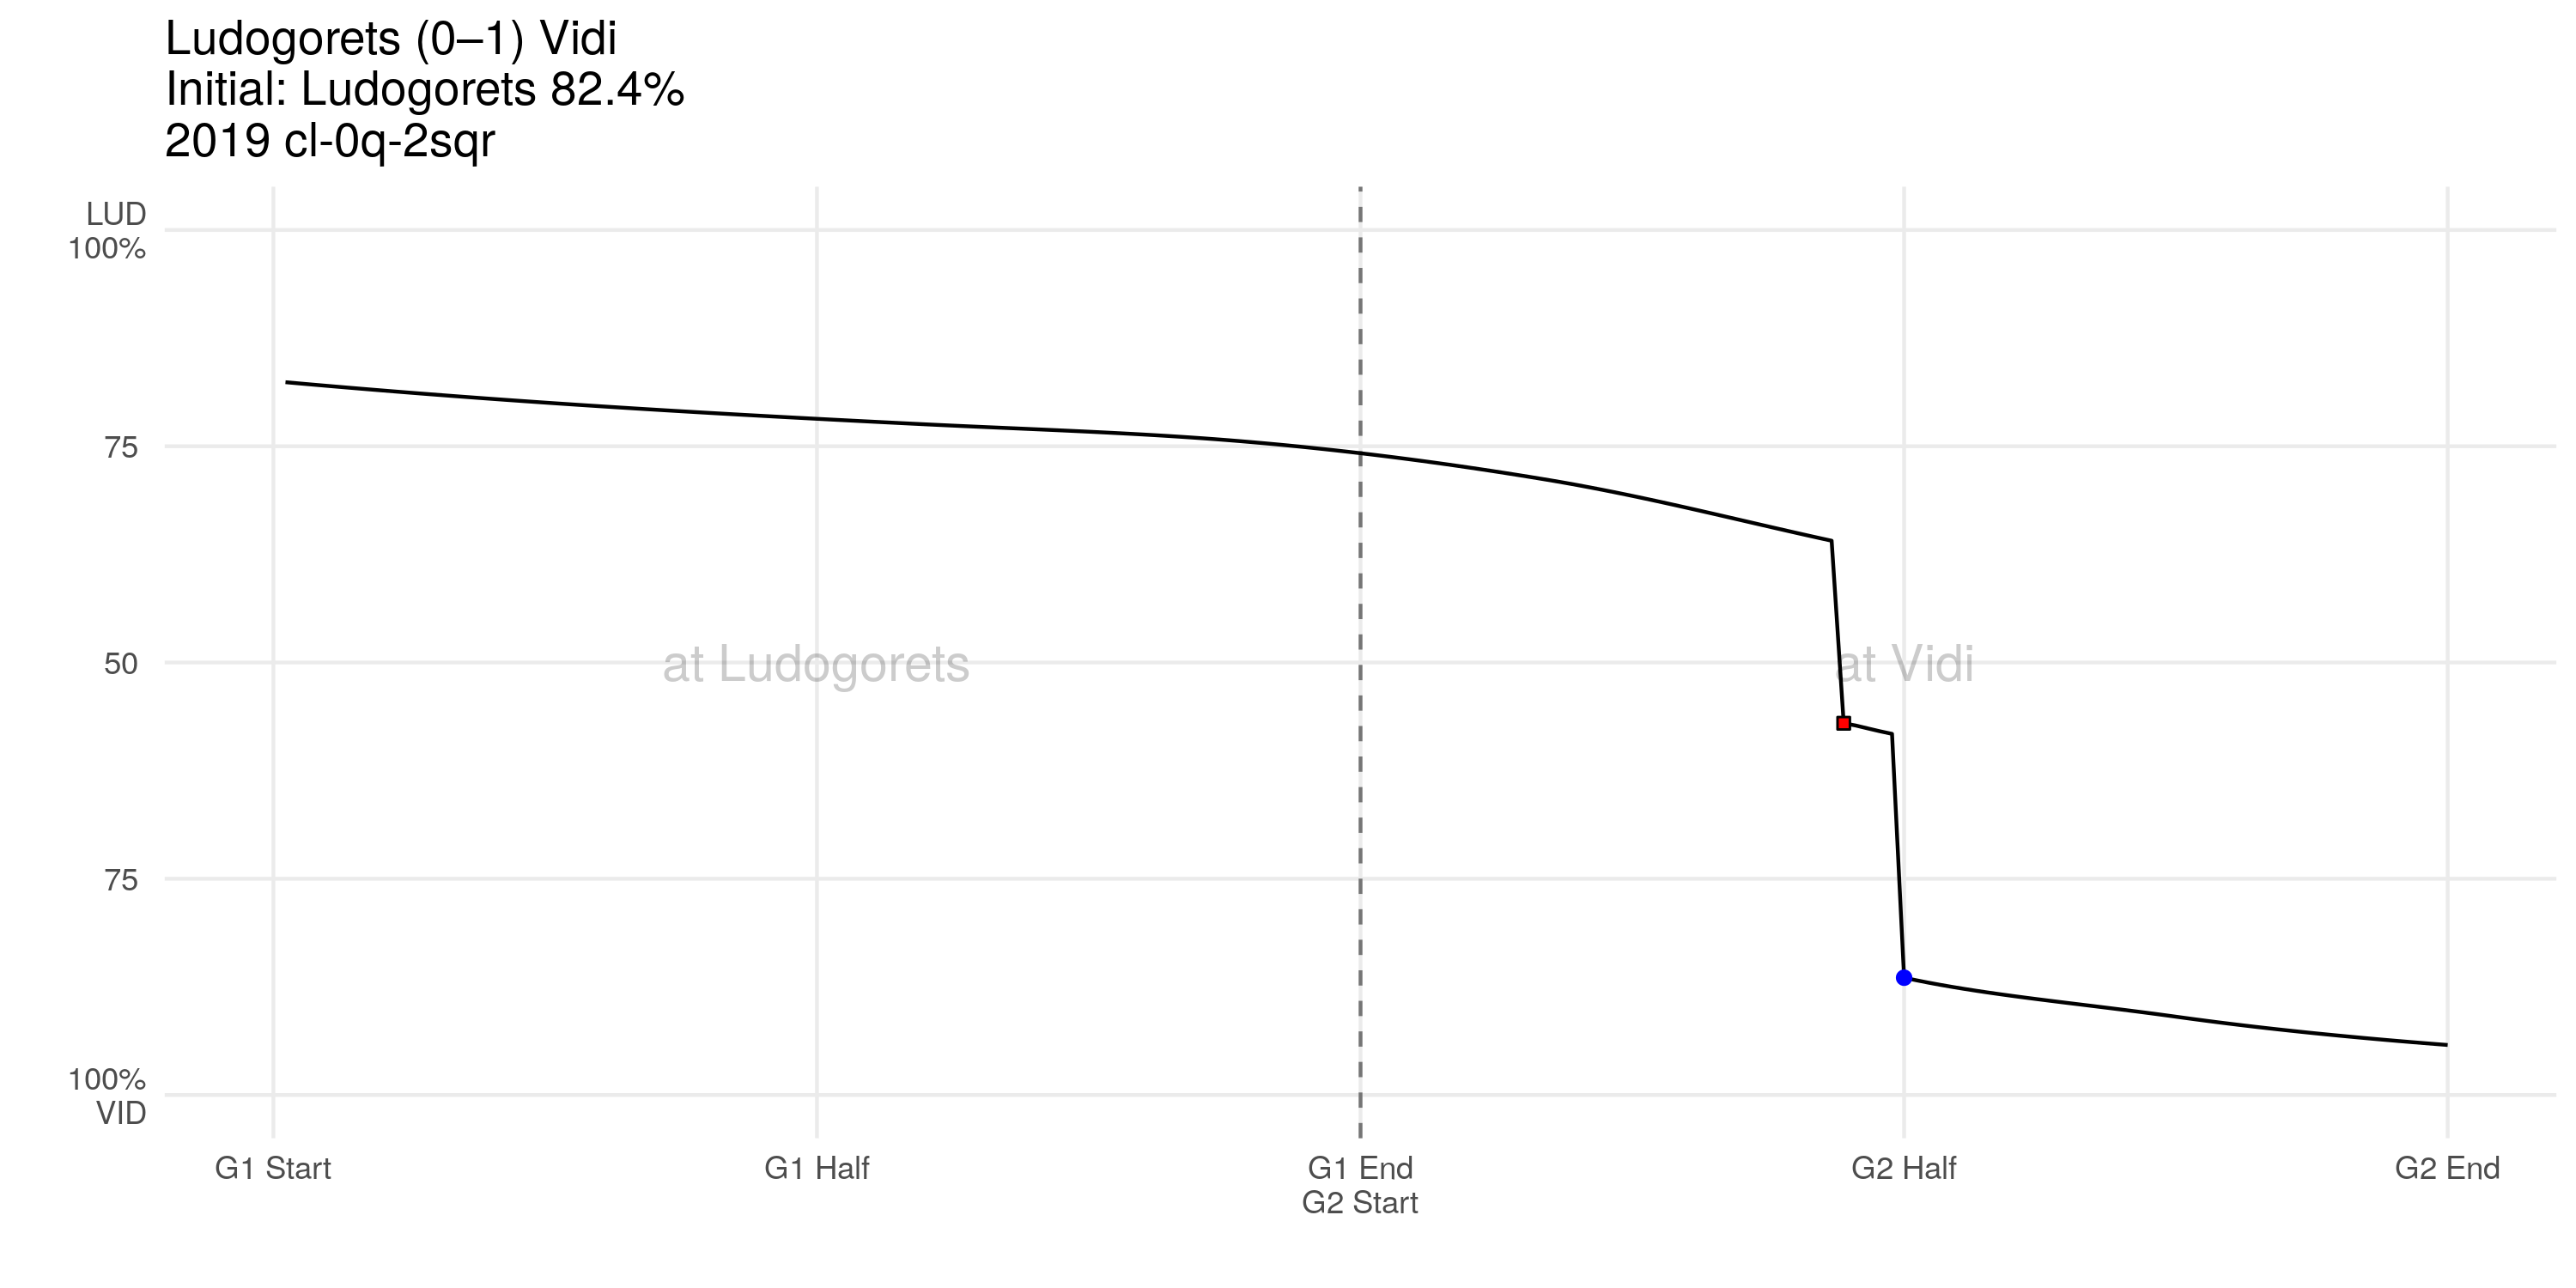 Ludogorets (0–1) Vidi
Initial: Ludogorets 82.4%
2019 cl-0q-2sqr
LUD
100%
75
50
75
100%
VID
at Ludogorets
at Vidi
G1 Start
G1 Half
G1 End
G2 Start
G2 Half
G2 End